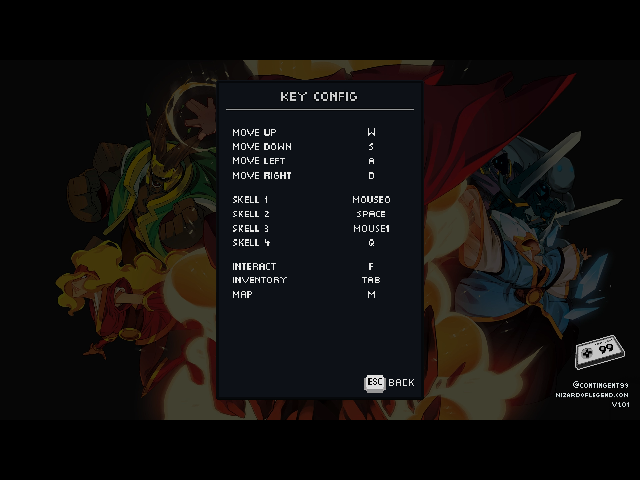 KEY CONFIG
MOVE UP W
MOVE DOWN S
MOVE LEFT A
MOVE RIGHT D
SKELL 1 MOUSE0
SKELL 2 SPACE
SKELL 3 MOUSE1
SKELL 4 Q
INTERACT F
INVENTORY TAB
MAP M
ESC BACK
99
@CONTINGENT99
WIZARDOFLEGEND.COM
V1.01